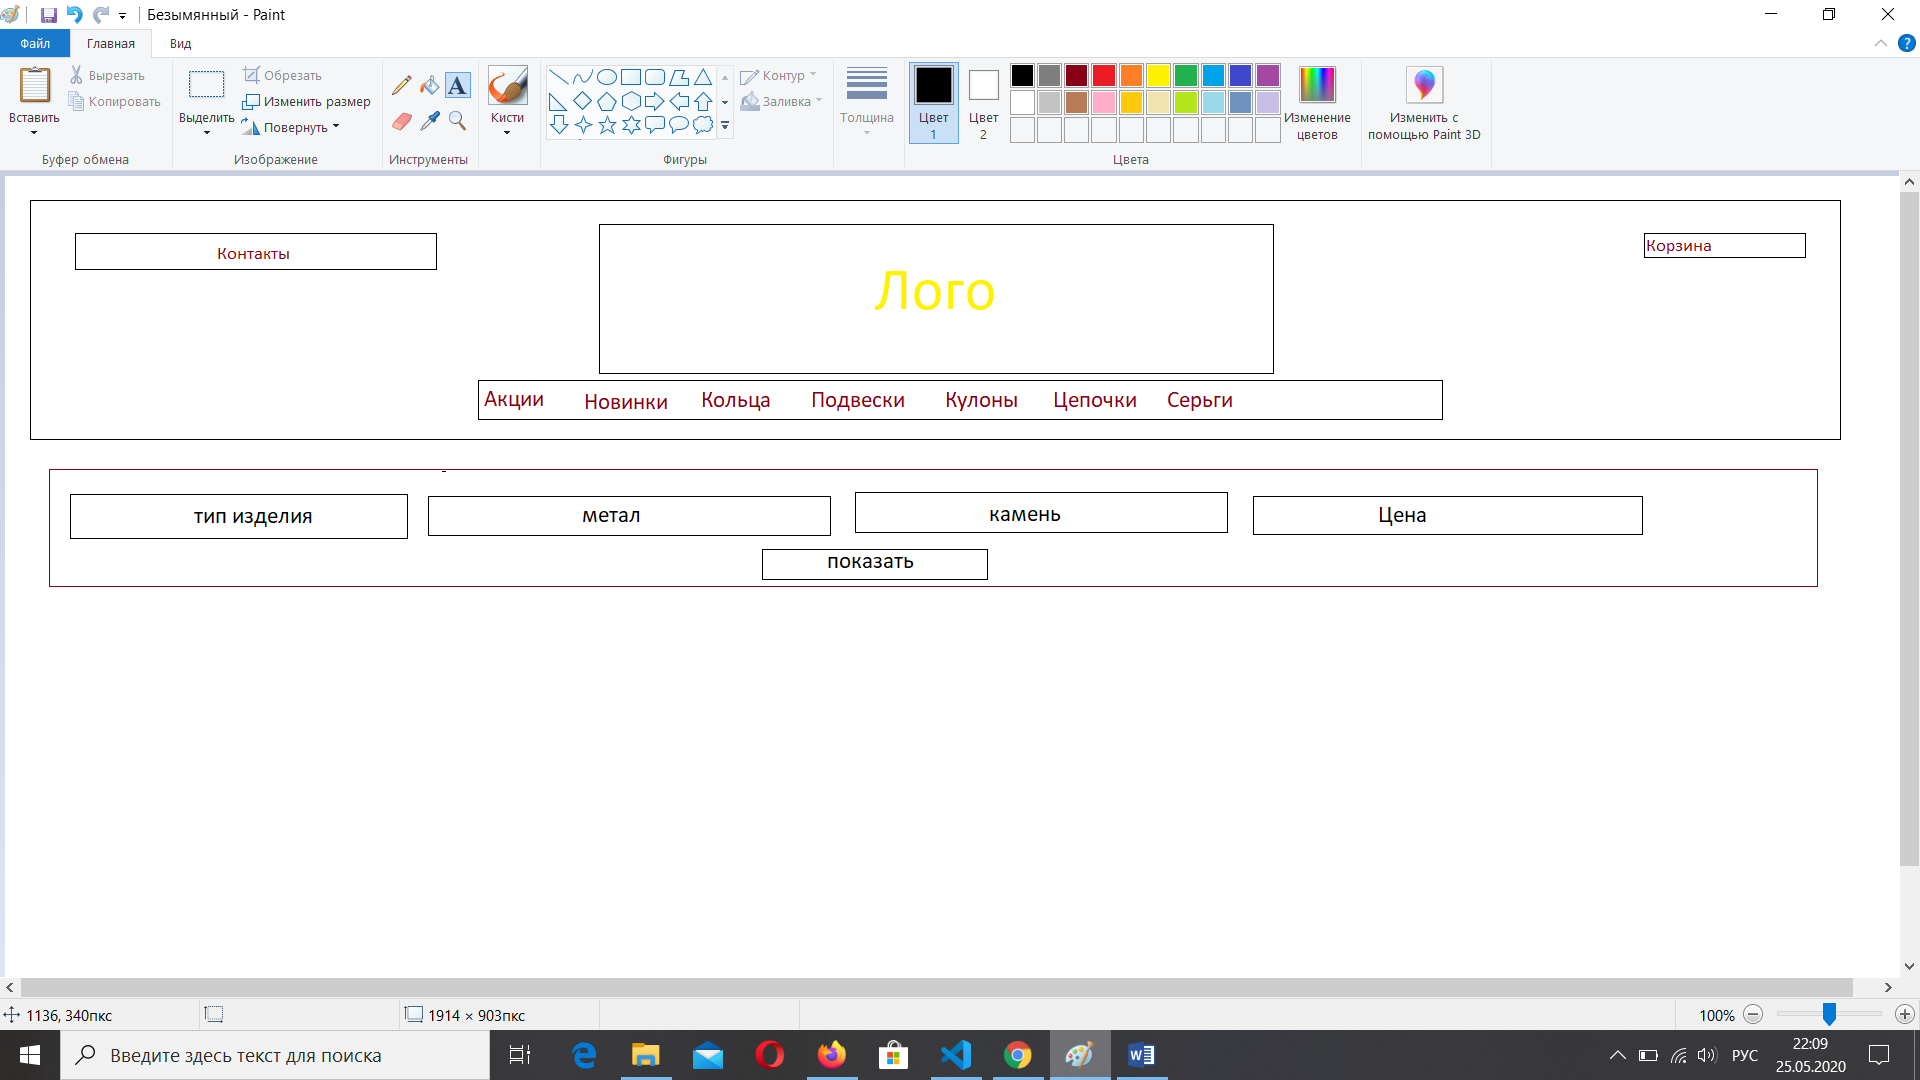 Безымянный - Paint
Файл Главная Вид
Вставить
Вырезать
Копировать
Буфер обмена
Выделить
Обрезать
Изменить размер
Повернуть
Изображение
A
Инструменты
Кисти
Фигуры
Контур
Заливка
Толщина
Цвет
1
Цвет
2
Цвета
Изменение
цветов
Изменить с
помощью Paint 3D
Контакты
Лого
Корзина
Акции Новинки Кольца Подвески Кулоны Цепочки Серьги
тип изделия метал камень Цена
показать
1136, 340пкс
1914 × 903пкс
100%
Введите здесь текст для поиска
РУС
22:09
25.05.2020